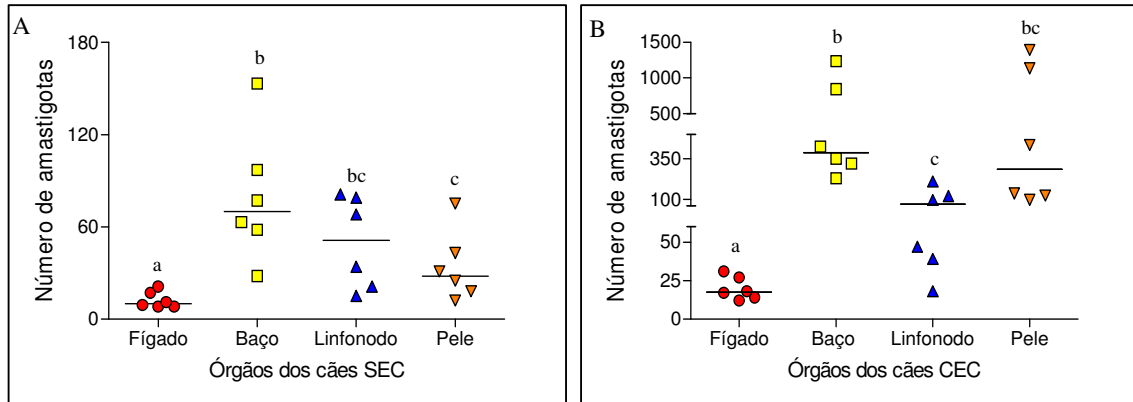 A
Número de amastigotas
180
120
60
0
a
b
bc
c
Fígado Baço Linfonodo Pele
Órgãos dos cães SEC
B
Número de amastigotas
1500
1000
500
350
100
50
25
0
a
b
c
bc
Fígado Baço Linfonodo Pele
Órgãos dos cães CEC